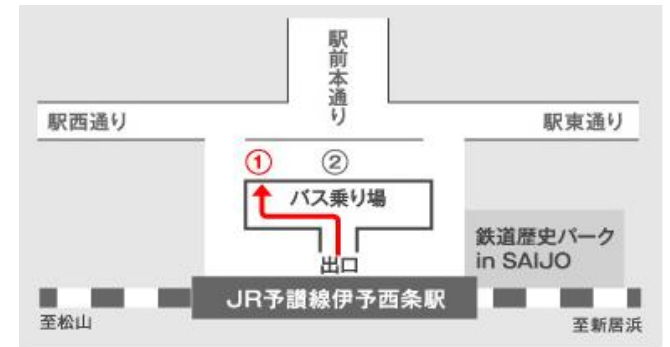 駅前本通り
駅西通り
駅東通り
①
②
バス乗り場
鉄道歴史パーク
in SAIJO
出口
JR予讃線伊予西条駅
至松山
至新居浜